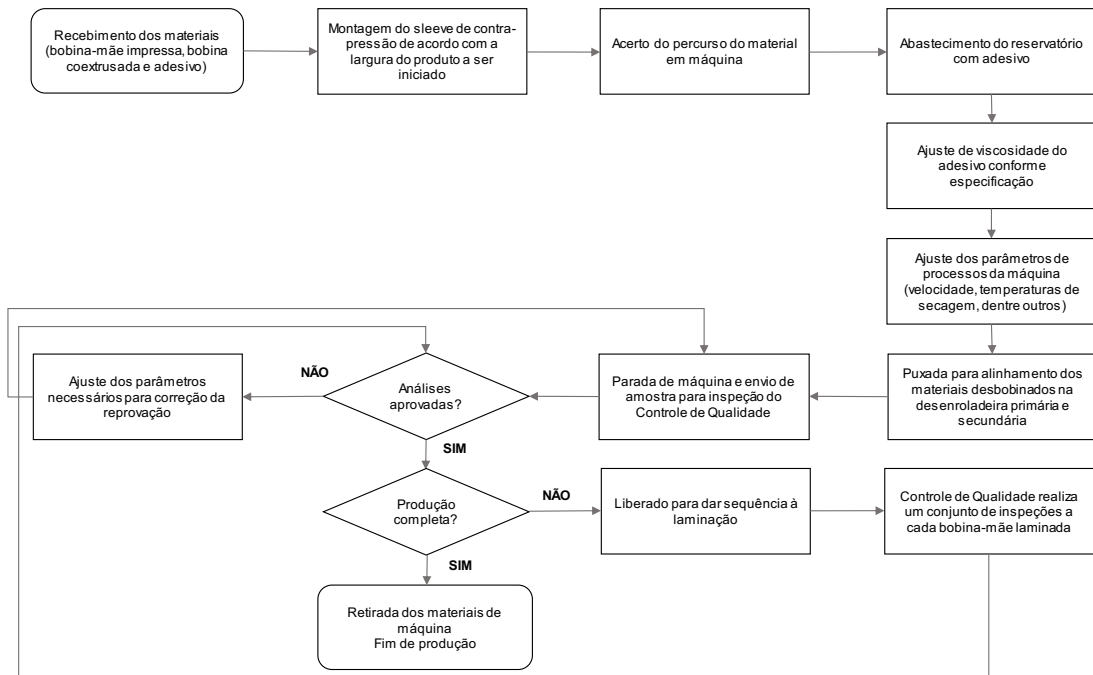 Recebimento dos materiais
(bobina-mãe impressa, bobina
coextrusada e adesivo)
Montagem do sleeve de contra-
pressão de acordo com a
largura do produto a ser
iniciado
Acerto do percurso do material
em máquina
Abastecimento do reservatório
com adesivo
Ajuste de viscosidade do
adesivo conforme
especificação
Ajuste dos parâmetros de
processos da máquina
(velocidade, temperaturas de
secagem, dentre outros)
Puxada para alinhamento dos
materiais desbobinados na
desenroladeira primária e
secundária
Parada de máquina e envio de
amostra para inspeção do
Controle de Qualidade
Análises
aprovadas?
NÃO
Ajuste dos parâmetros
necessários para correção da
reprovação
SIM
Produção
completa?
NÃO
Liberado para dar sequência à
laminação
Controle de Qualidade realiza
um conjunto de inspeções a
cada bobina-mãe laminada
SIM
Retirada dos materiais de
máquina
Fim de produção